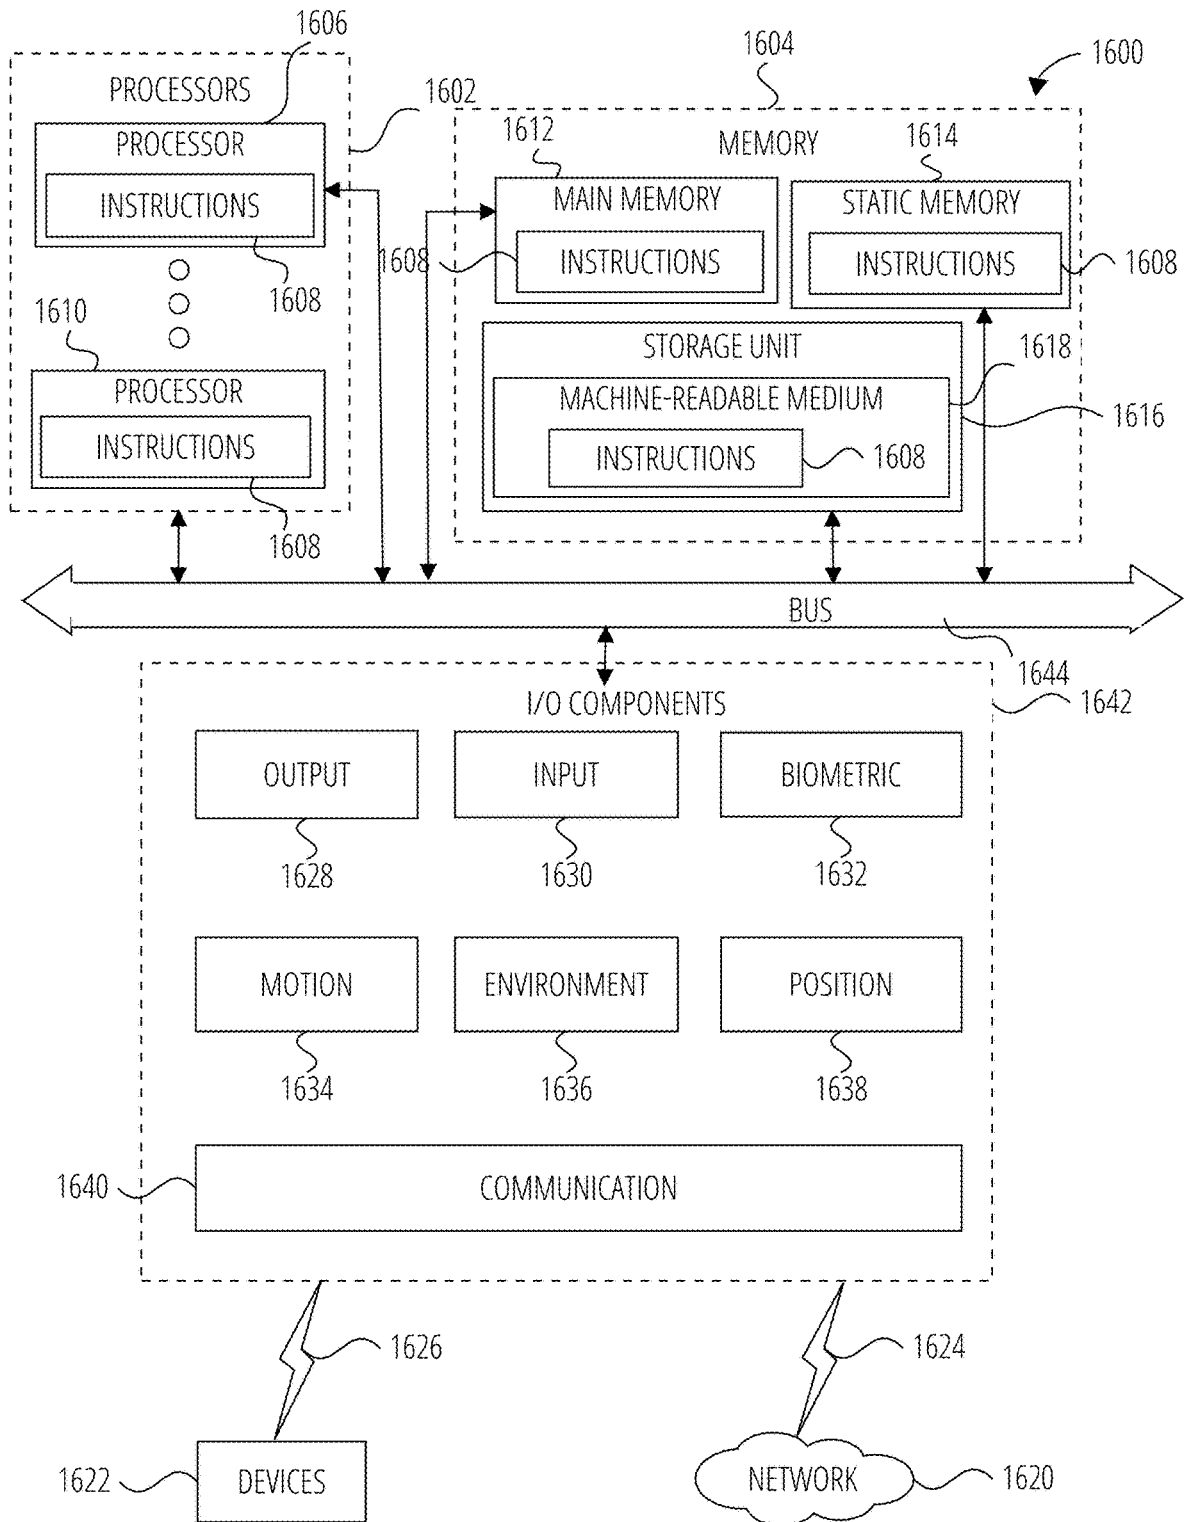 1606
1604
1600
PROCESSORS
1602
PROCESSOR
INSTRUCTIONS
1608
1610
PROCESSOR
INSTRUCTIONS
1608
MEMORY
1612
MAIN MEMORY
1608
INSTRUCTIONS
1614
STATIC MEMORY
INSTRUCTIONS
1608
STORAGE UNIT
1618
MACHINE-READABLE MEDIUM
1616
INSTRUCTIONS
1608
BUS
1644
1642
I/O COMPONENTS
OUTPUT
INPUT
BIOMETRIC
1628
1630
1632
MOTION
ENVIRONMENT
POSITION
1634
1636
1638
1640
COMMUNICATION
1626
1624
1622
DEVICES
NETWORK
1620